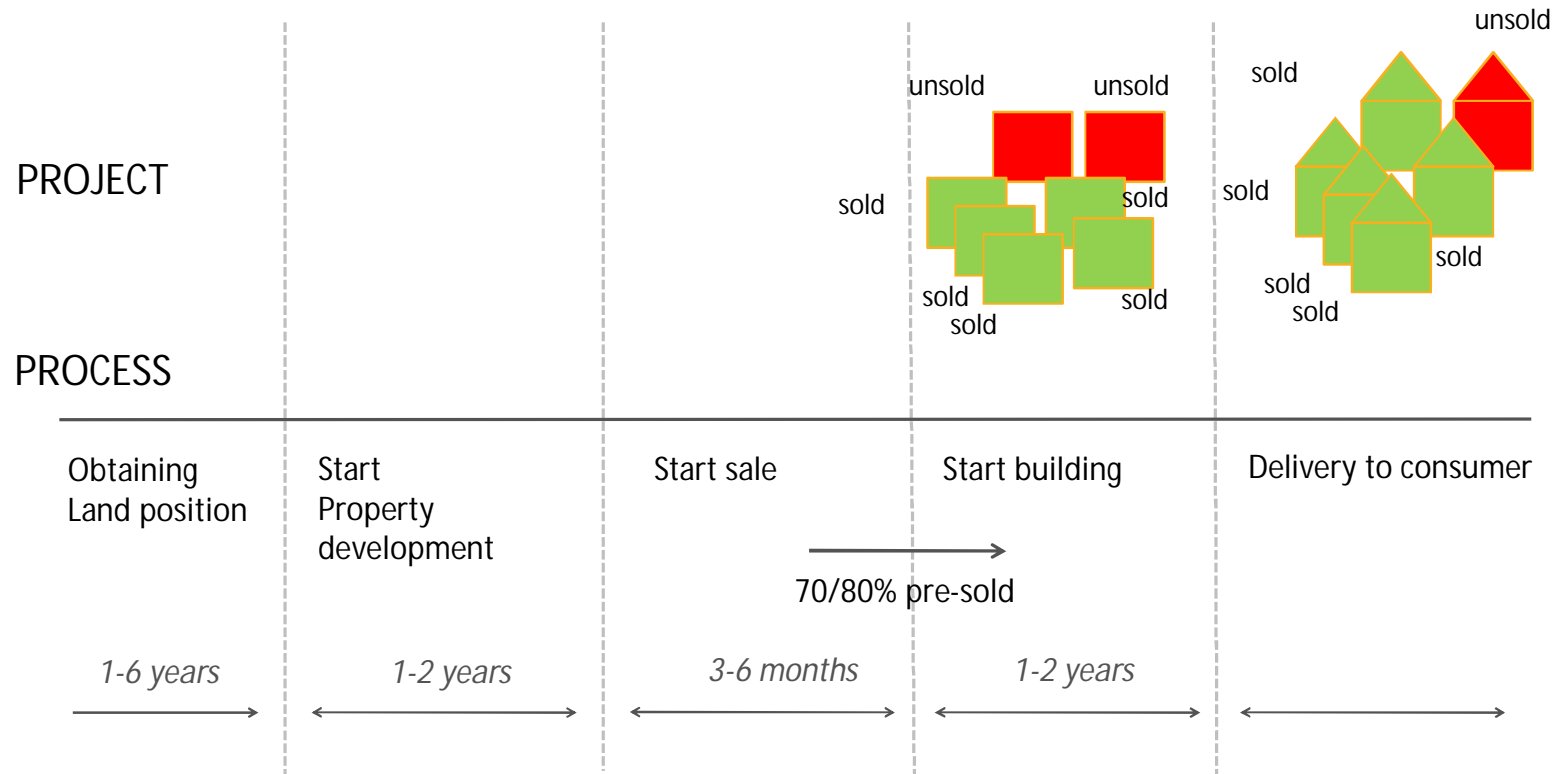 unsold
unsold
unsold
sold
PROJECT
sold
sold
sold
sold
sold
sold
sold
sold
sold
sold
PROCESS
Obtaining
Land position
Start
Property
development
Start sale
Start building
Delivery to consumer
70/80% pre-sold
1-6 years
1-2 years
3-6 months
1-2 years